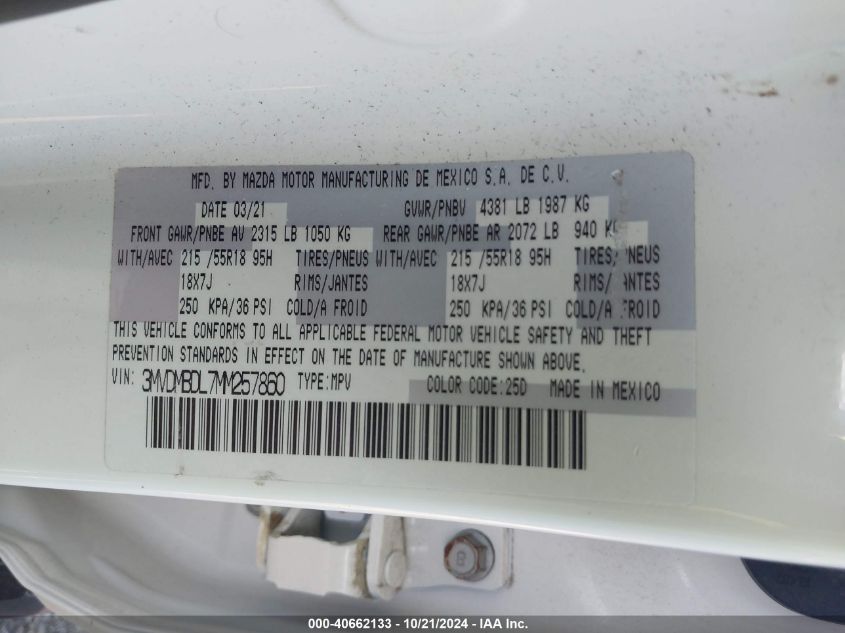 MFD. BY MAZDA MOTOR MANUFACTURING DE MEXICO S.A. DE C.V.
DATE 03/21 GVWR/PNBV 4381 LB 1987 KG
FRONT GAWR/PNBE AV 2315 LB 1050 KG REAR GAWR/PNBE AR 2072 LB 940 KG
WITH/AVEC 215 /55R18 95H TIRES/PNEUS WITH/AVEC 215 /55R18 95H TIRES/PNEUS
18X7J RIMS/JANTES 18X7J RIMS/JANTES
250 KPA/36 PSI COLD/A FROID 250 KPA/36 PSI COLD/A FROID
THIS VEHICLE CONFORMS TO ALL APPLICABLE FEDERAL MOTOR VEHICLE SAFETY AND THEFT
PREVENTION STANDARDS IN EFFECT ON THE DATE OF MANUFACTURE SHOWN ABOVE.
VIN: 3MVDMBDL7MM257860 TYPE:MPV COLOR CODE:25D MADE IN MEXICO
000-40662133 - 10/21/2024 - IAA Inc.